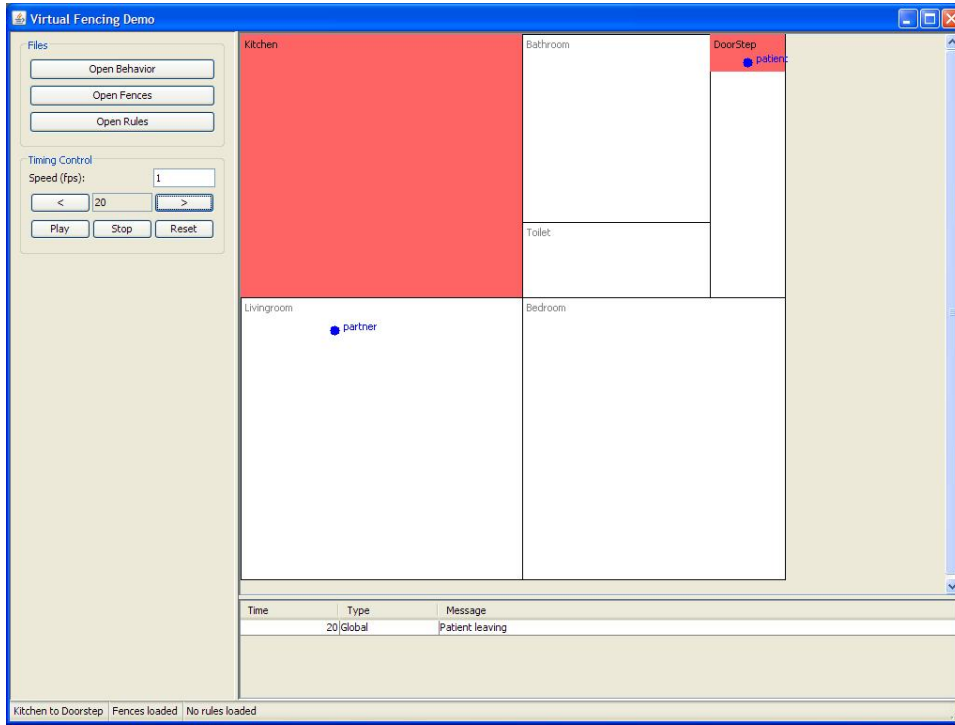 Virtual Fencing Demo
Files
Open Behavior
Open Fences
Open Rules
Timing Control
Speed (fps): 1
< 20 >
Play Stop Reset
Kitchen
Bathroom
DoorStep
patient
Toilet
Livingroom
partner
Bedroom
Time Type Message
20 Global Patient leaving
Kitchen to Doorstep Fences loaded No rules loaded